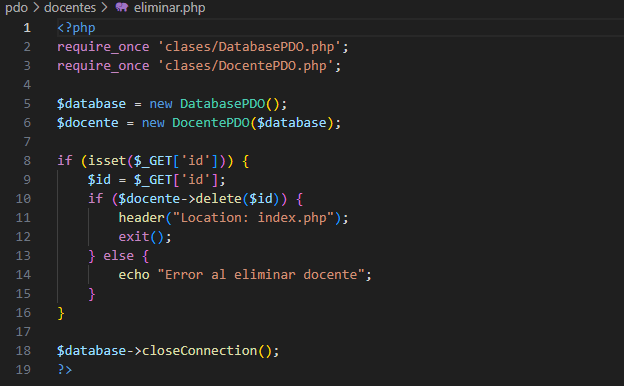 pdo > docentes > eliminar.php
1 <?php
2 require_once 'clases/DatabasePDO.php';
3 require_once 'clases/DocentePDO.php';
4
5 $database = new DatabasePDO();
6 $docente = new DocentePDO($database);
7
8 if (isset($_GET['id'])) {
9     $id = $_GET['id'];
10     if ($docente->delete($id)) {
11         header("Location: index.php");
12         exit();
13     } else {
14         echo "Error al eliminar docente";
15     }
16 }
17
18 $database->closeConnection();
19 ?>